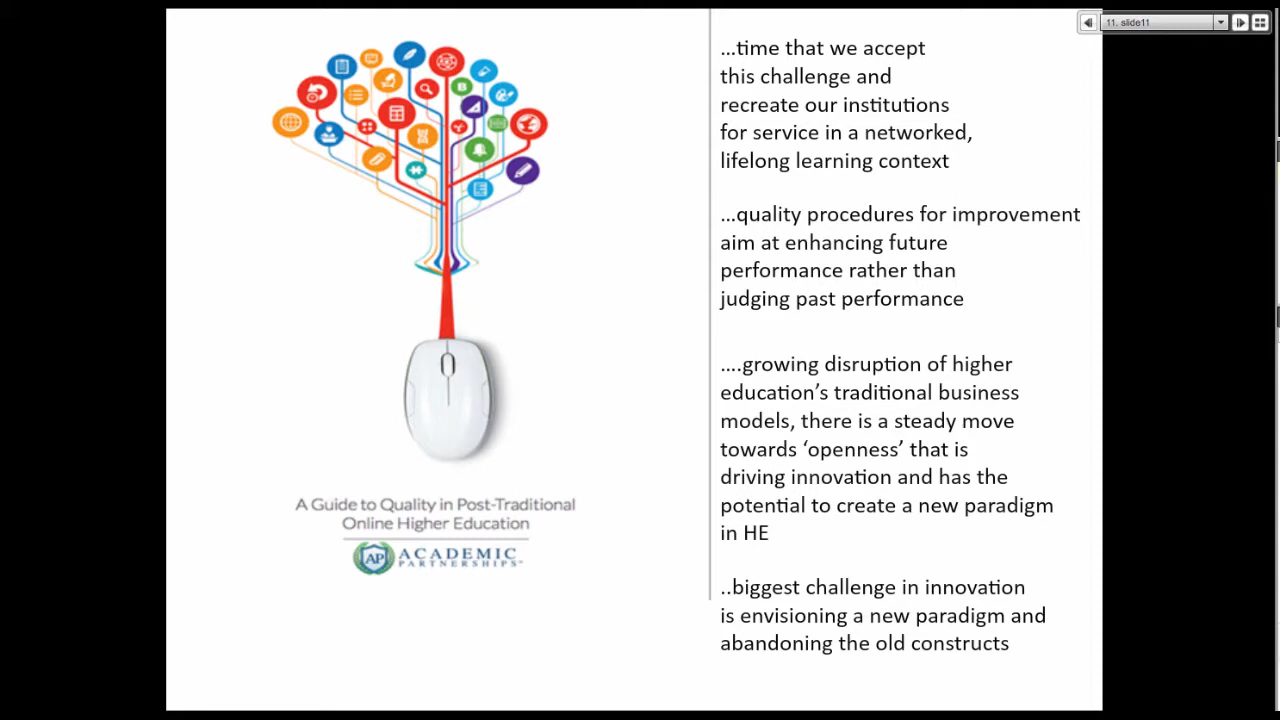 11. slide11
…time that we accept
this challenge and
recreate our institutions
for service in a networked,
lifelong learning context
…quality procedures for improvement
aim at enhancing future
performance rather than
judging past performance
….growing disruption of higher
education’s traditional business
models, there is a steady move
towards ‘openness’ that is
driving innovation and has the
potential to create a new paradigm
in HE
..biggest challenge in innovation
is envisioning a new paradigm and
abandoning the old constructs
A Guide to Quality in Post-Traditional
Online Higher Education
AP ACADEMIC
PARTNERSHIPS